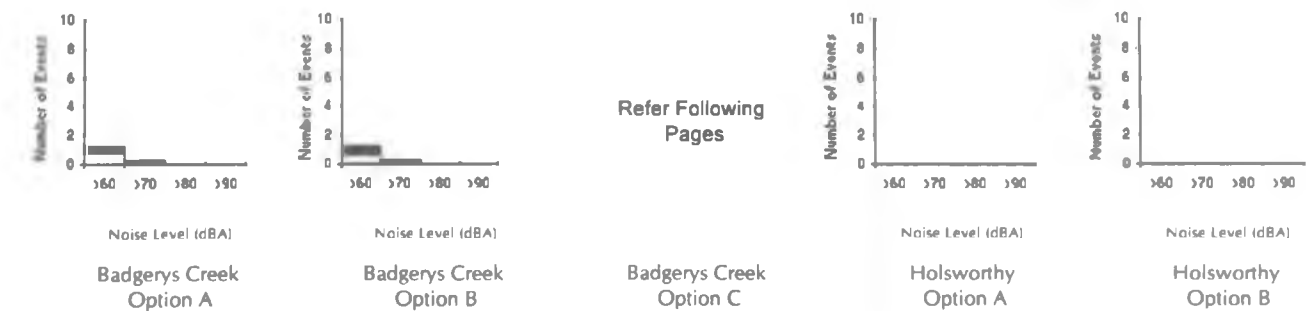 10
8
6
4
2
0
Number of Events
>60 >70 >80 >90
Noise Level (dBA)
Badgerys Creek
Option A
10
8
6
4
2
0
Number of Events
>60 >70 >80 >90
Noise Level (dBA)
Badgerys Creek
Option B
Refer Following
Pages
Badgerys Creek
Option C
10
8
6
4
2
0
Number of Events
>60 >70 >80 >90
Noise Level (dBA)
Holsworthy
Option A
10
8
6
4
2
0
Number of Events
>60 >70 >80 >90
Noise Level (dBA)
Holsworthy
Option B